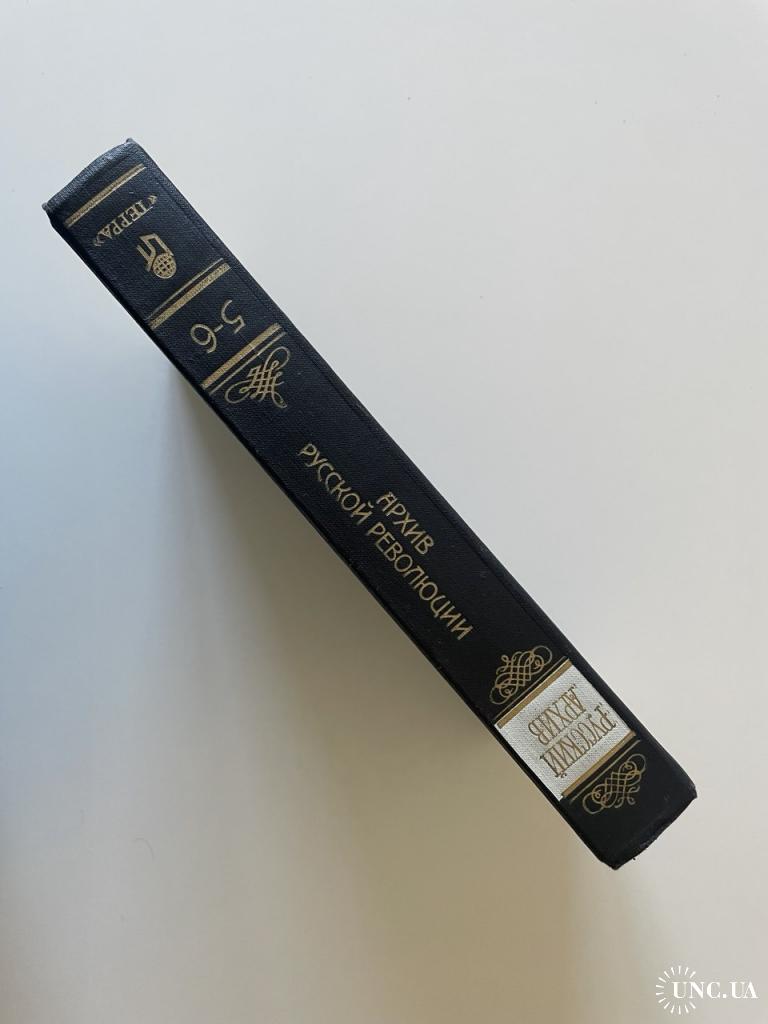 РУССКИЙ
АРХИВ
АРХИВ
РУССКОЙ РЕВОЛЮЦИИ
5-6
«ТЕРРА»
UNC.UA